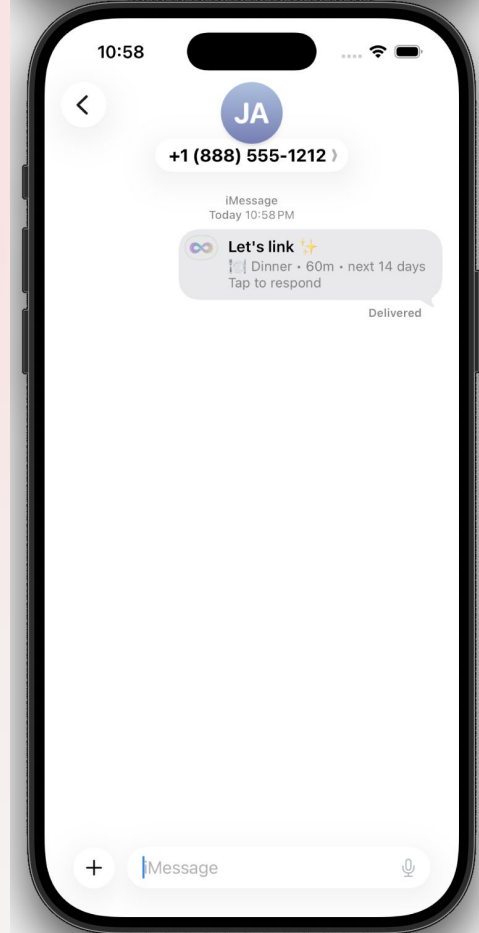 10:58
JA
+1 (888) 555-1212 >
iMessage
Today 10:58 PM
Let's link ✨
🍽️ Dinner • 60m • next 14 days
Tap to respond
Delivered
+
iMessage